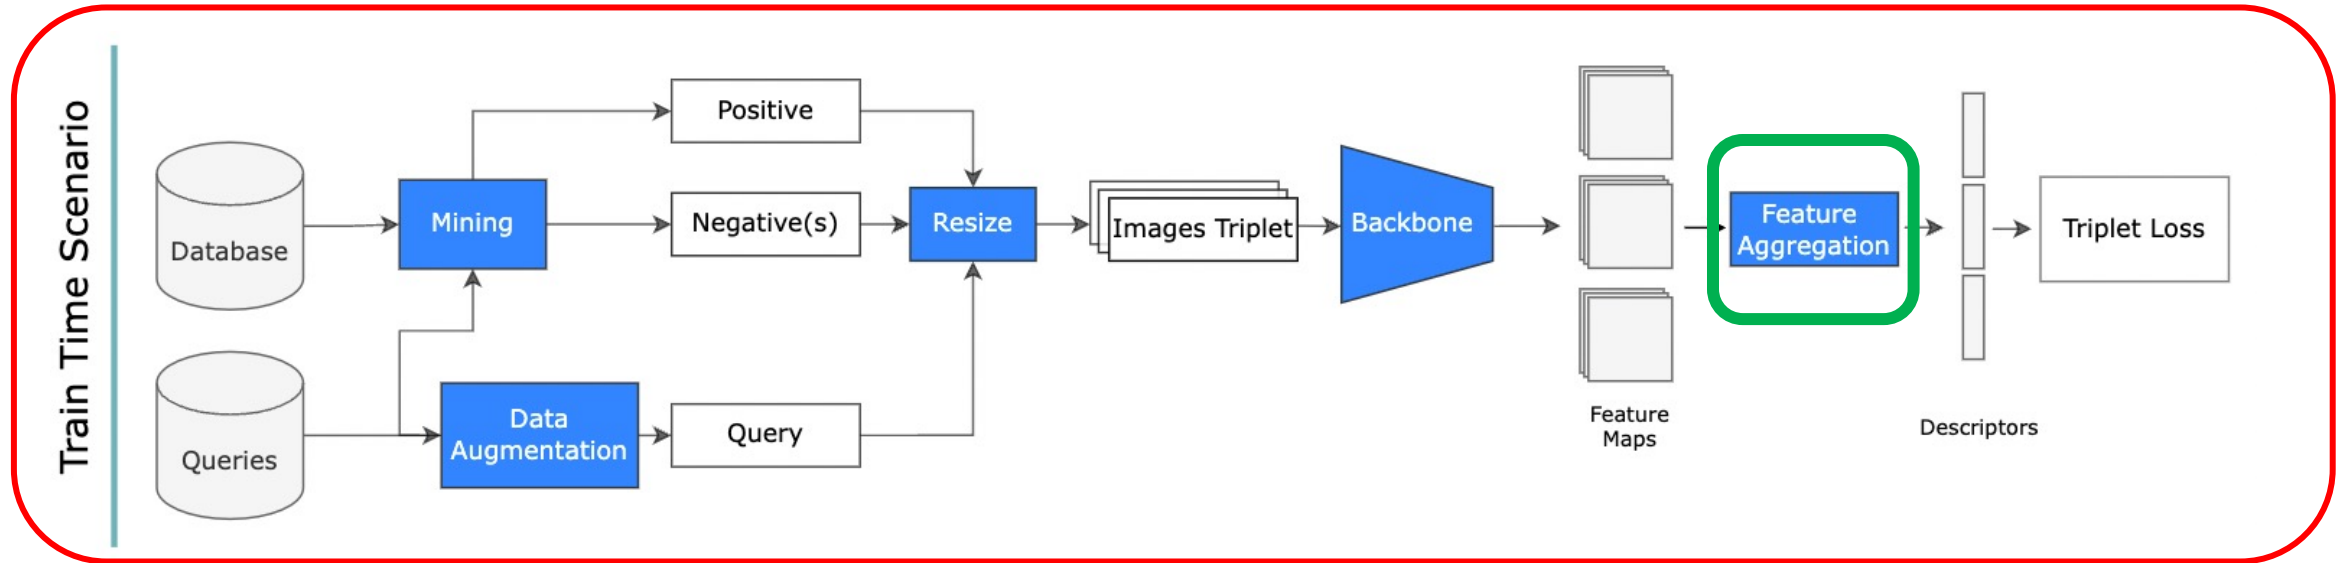 Train Time Scenario
Database
Queries
Mining
Data
Augmentation
Positive
Negative(s)
Query
Resize
Images Triplet
Backbone
Feature
Maps
Feature
Aggregation
Descriptors
Triplet Loss